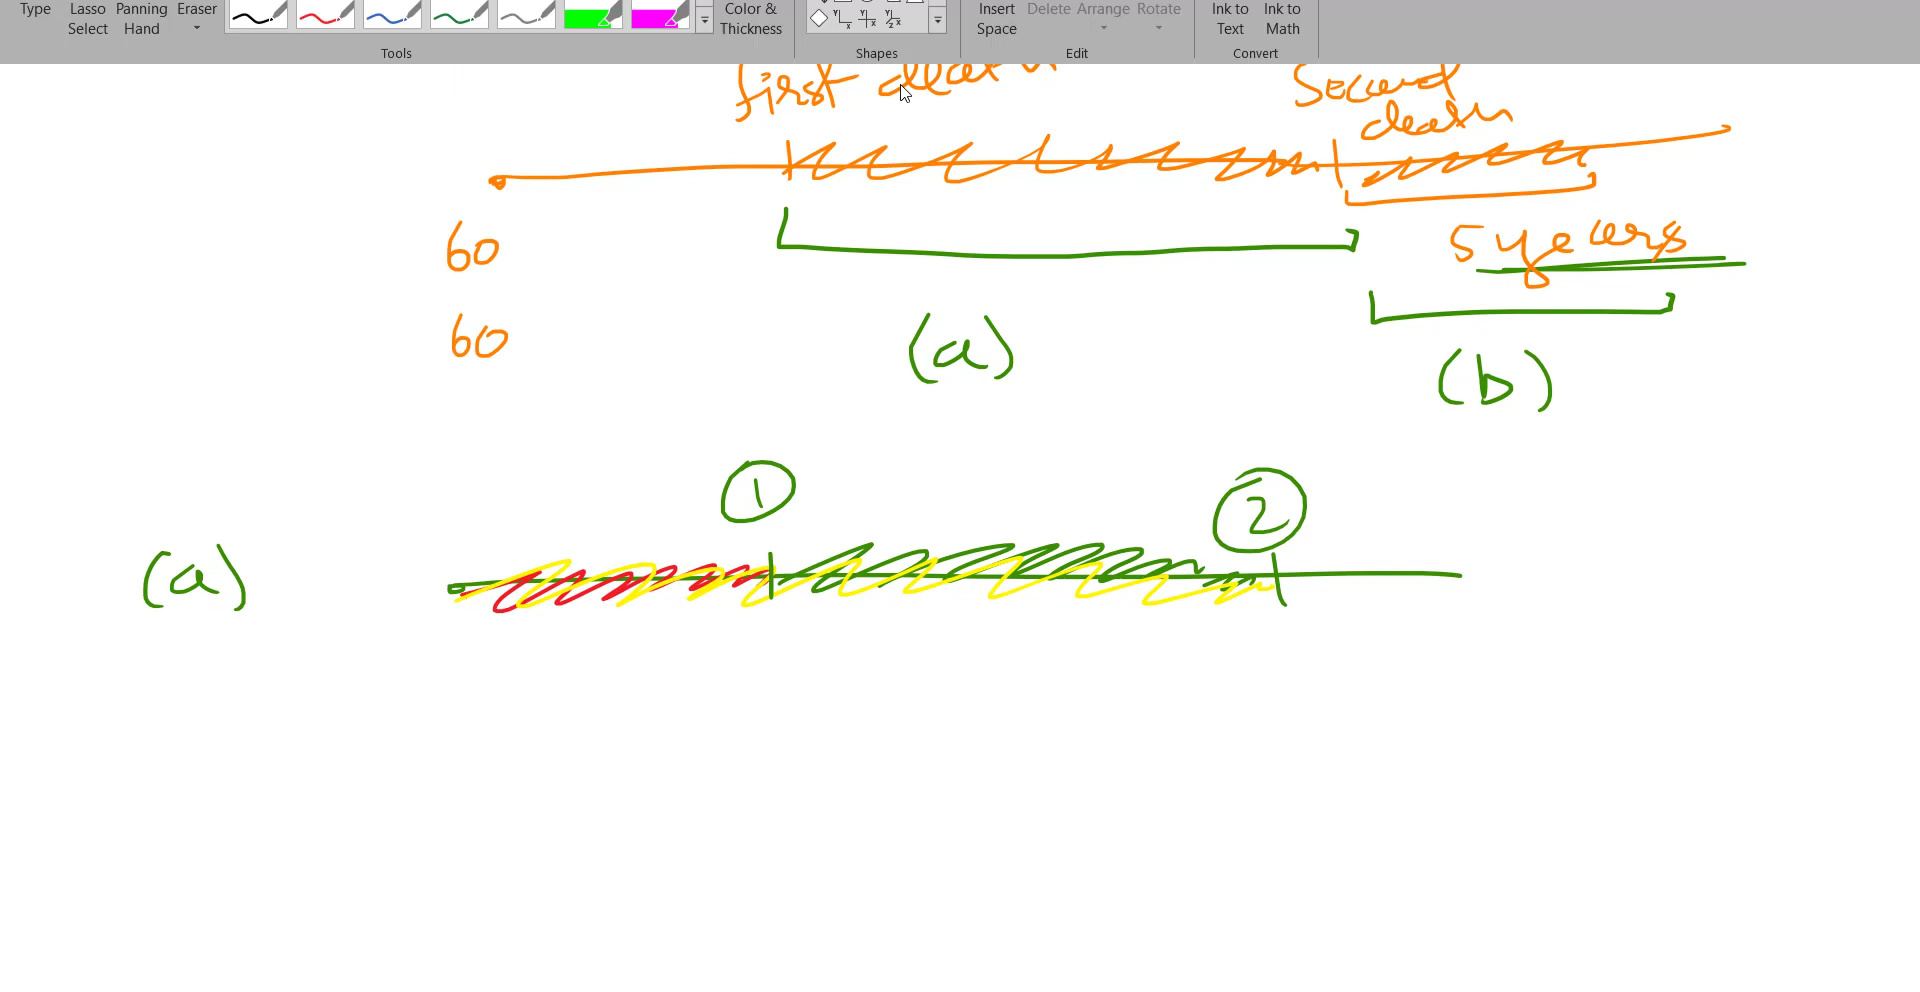 Type Lasso Select Panning Hand Eraser Color & Thickness Insert Space Delete Arrange Rotate Ink to Text Ink to Math
Tools Shapes Edit Convert
first death
Second
death
60
5 years
60
(a)
(b)
1
2
(a)